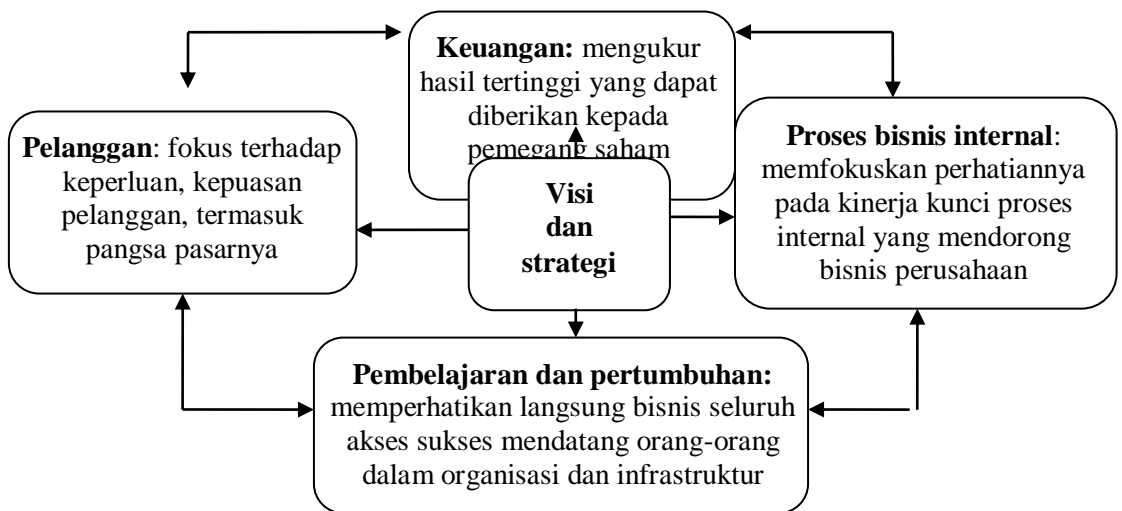 Keuangan: mengukur
hasil tertinggi yang dapat
diberikan kepada
pemegang saham
Pelanggan: fokus terhadap
keperluan, kepuasan
pelanggan, termasuk
pangsa pasarnya
Visi
dan
strategi
Proses bisnis internal:
memfokuskan perhatiannya
pada kinerja kunci proses
internal yang mendorong
bisnis perusahaan
Pembelajaran dan pertumbuhan:
memperhatikan langsung bisnis seluruh
akses sukses mendatang orang-orang
dalam organisasi dan infrastruktur